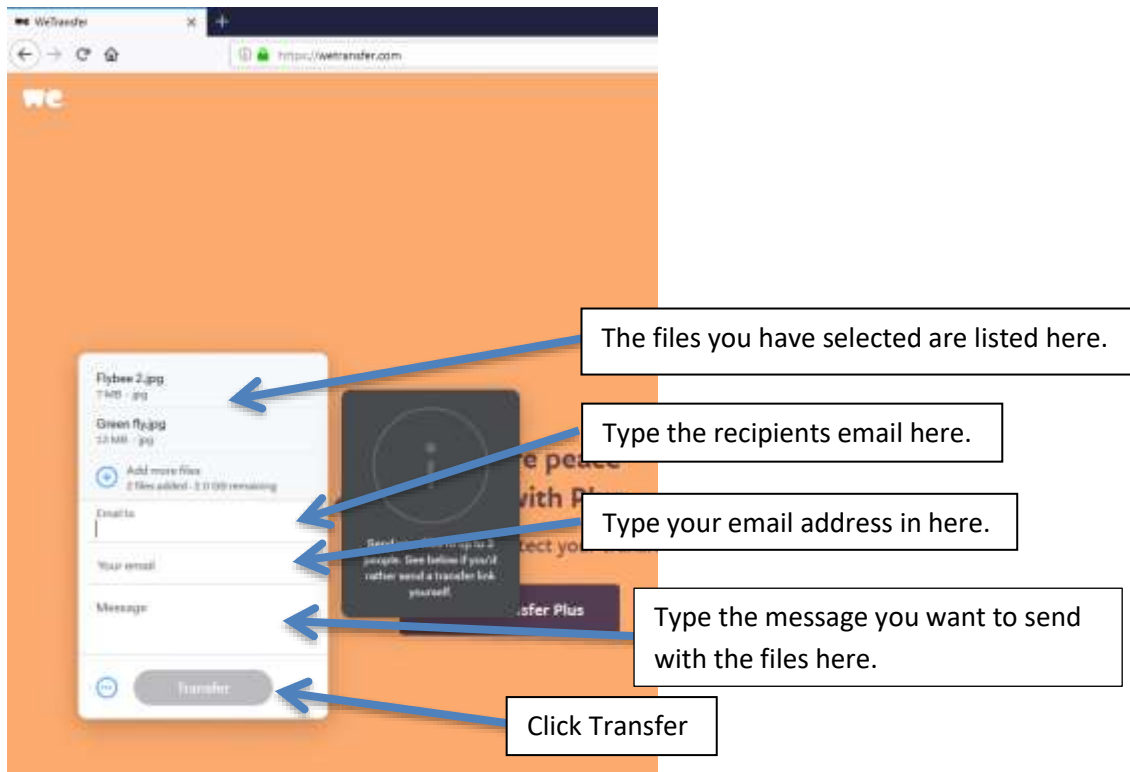 we WeTransfer
https://wetransfer.com
we
The files you have selected are listed here.
Flybee 2.jpg
7 MB - jpg
Green fly.jpg
13 MB - jpg
Type the recipients email here.
Add more files
2 files added - 2.0 GB remaining
Email to
e peace
with
Type your email address in here.
Your email
tect you
Send up to 3
people. See below if you'd
rather send a transfer link
yourself.
Message
sfer Plus
Type the message you want to send
with the files here.
Transfer
Click Transfer